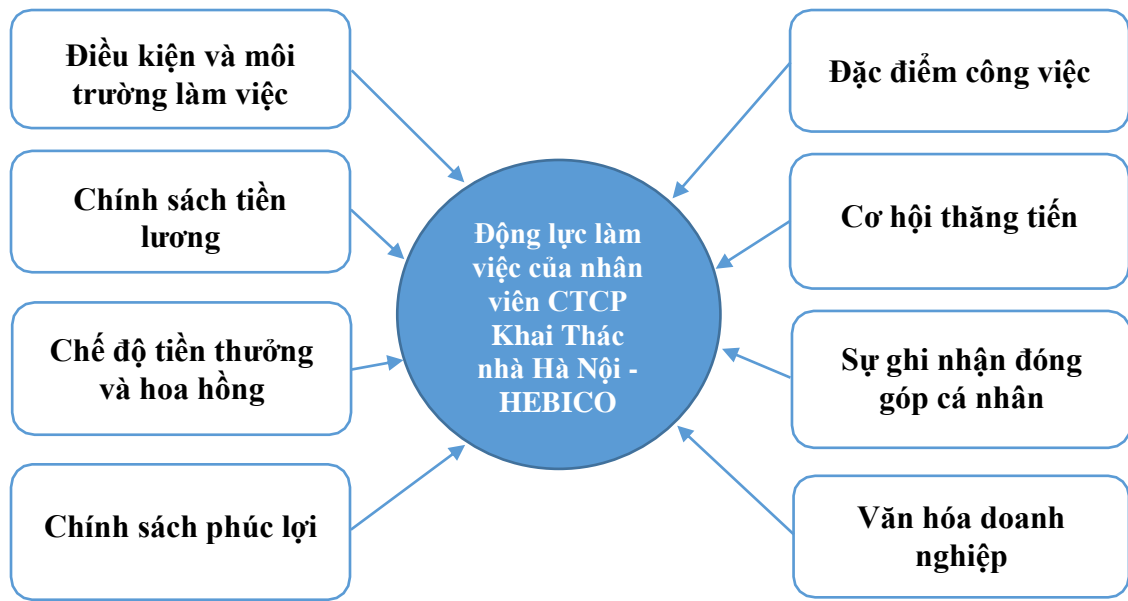 Điều kiện và môi
trường làm việc
Chính sách tiền
lương
Chế độ tiền thưởng
và hoa hồng
Chính sách phúc lợi
Động lực làm
việc của nhân
viên CTCP
Khai Thác
nhà Hà Nội -
HEBICO
Đặc điểm công việc
Cơ hội thăng tiến
Sự ghi nhận đóng
góp cá nhân
Văn hóa doanh
nghiệp